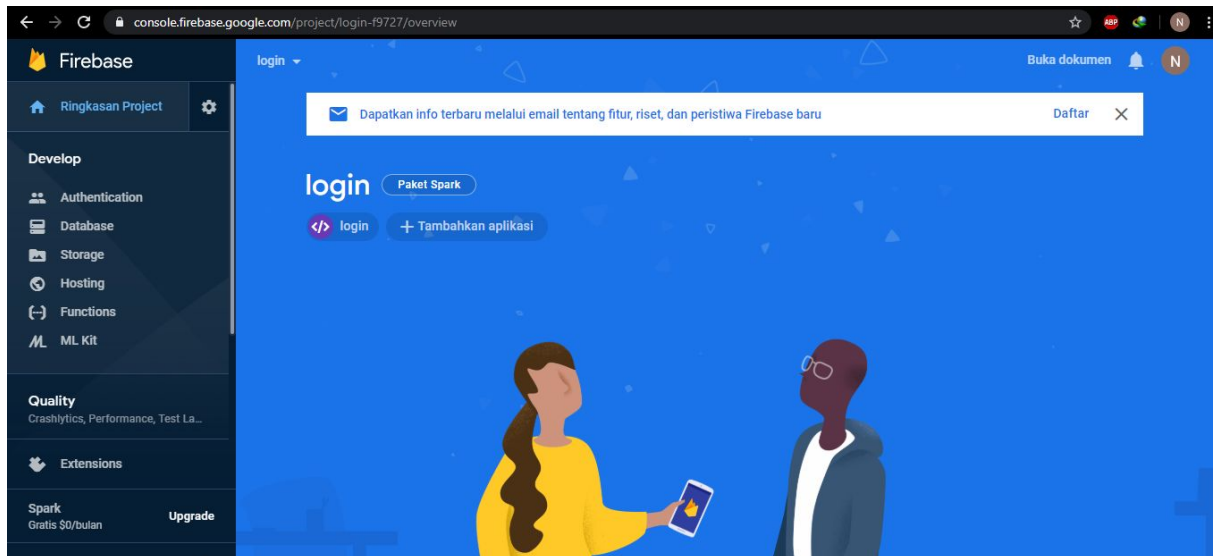 console.firebase.google.com/project/login-f9727/overview
ABP
N
Firebase
login
Buka dokumen
N
Ringkasan Project
Dapatkan info terbaru melalui email tentang fitur, riset, dan peristiwa Firebase baru
Daftar
Develop
Authentication
Database
Storage
Hosting
Functions
ML Kit
login
Paket Spark
</> login
+ Tambahkan aplikasi
Quality
Crashlytics, Performance, Test La...
Extensions
Spark
Gratis $0/bulan
Upgrade